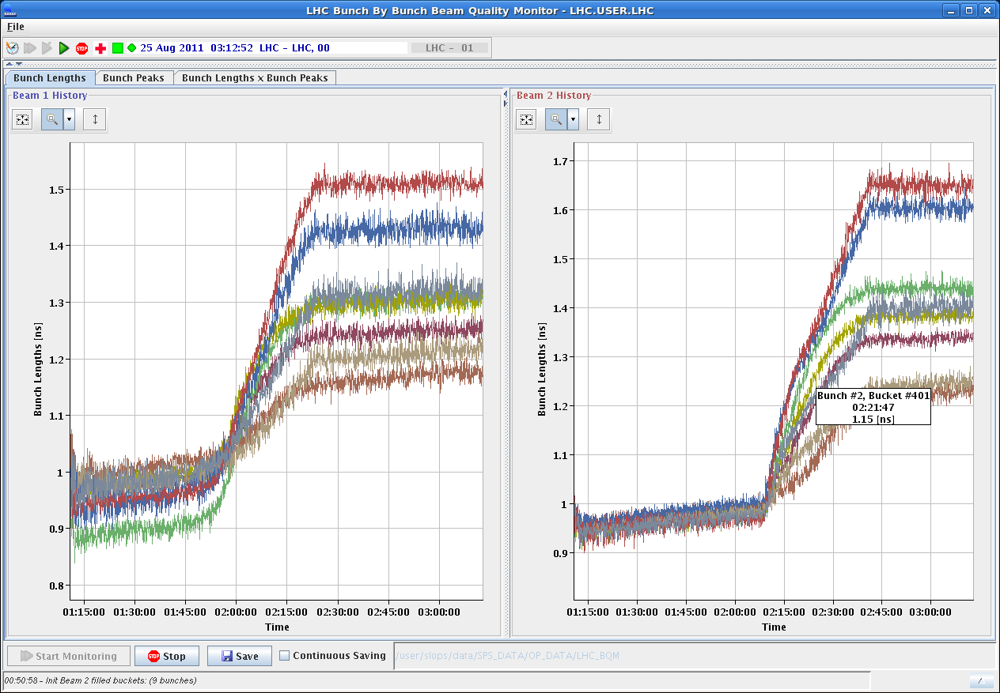 LHC Bunch By Bunch Beam Quality Monitor - LHC.USER.LHC
File
STOP
25 Aug 2011 03:12:52 LHC - LHC, 00
LHC - 01
Bunch Lengths
Bunch Peaks
Bunch Lengths x Bunch Peaks
Beam 1 History
1.5
1.4
1.3
1.2
1.1
1
0.9
0.8
Bunch Lengths [ns]
01:15:00 01:30:00 01:45:00 02:00:00 02:15:00 02:30:00 02:45:00 03:00:00
Time
Beam 2 History
1.7
1.6
1.5
1.4
1.3
1.2
1.1
1
0.9
Bunch Lengths [ns]
Bunch #2, Bucket #401
02:21:47
1.15 [ns]
01:15:00 01:30:00 01:45:00 02:00:00 02:15:00 02:30:00 02:45:00 03:00:00
Time
Start Monitoring
STOP Stop
Save
Continuous Saving
/user/slops/data/SPS_DATA/OP_DATA/LHC_BQM
00:50:58 - Init Beam 2 filled buckets: (9 bunches)